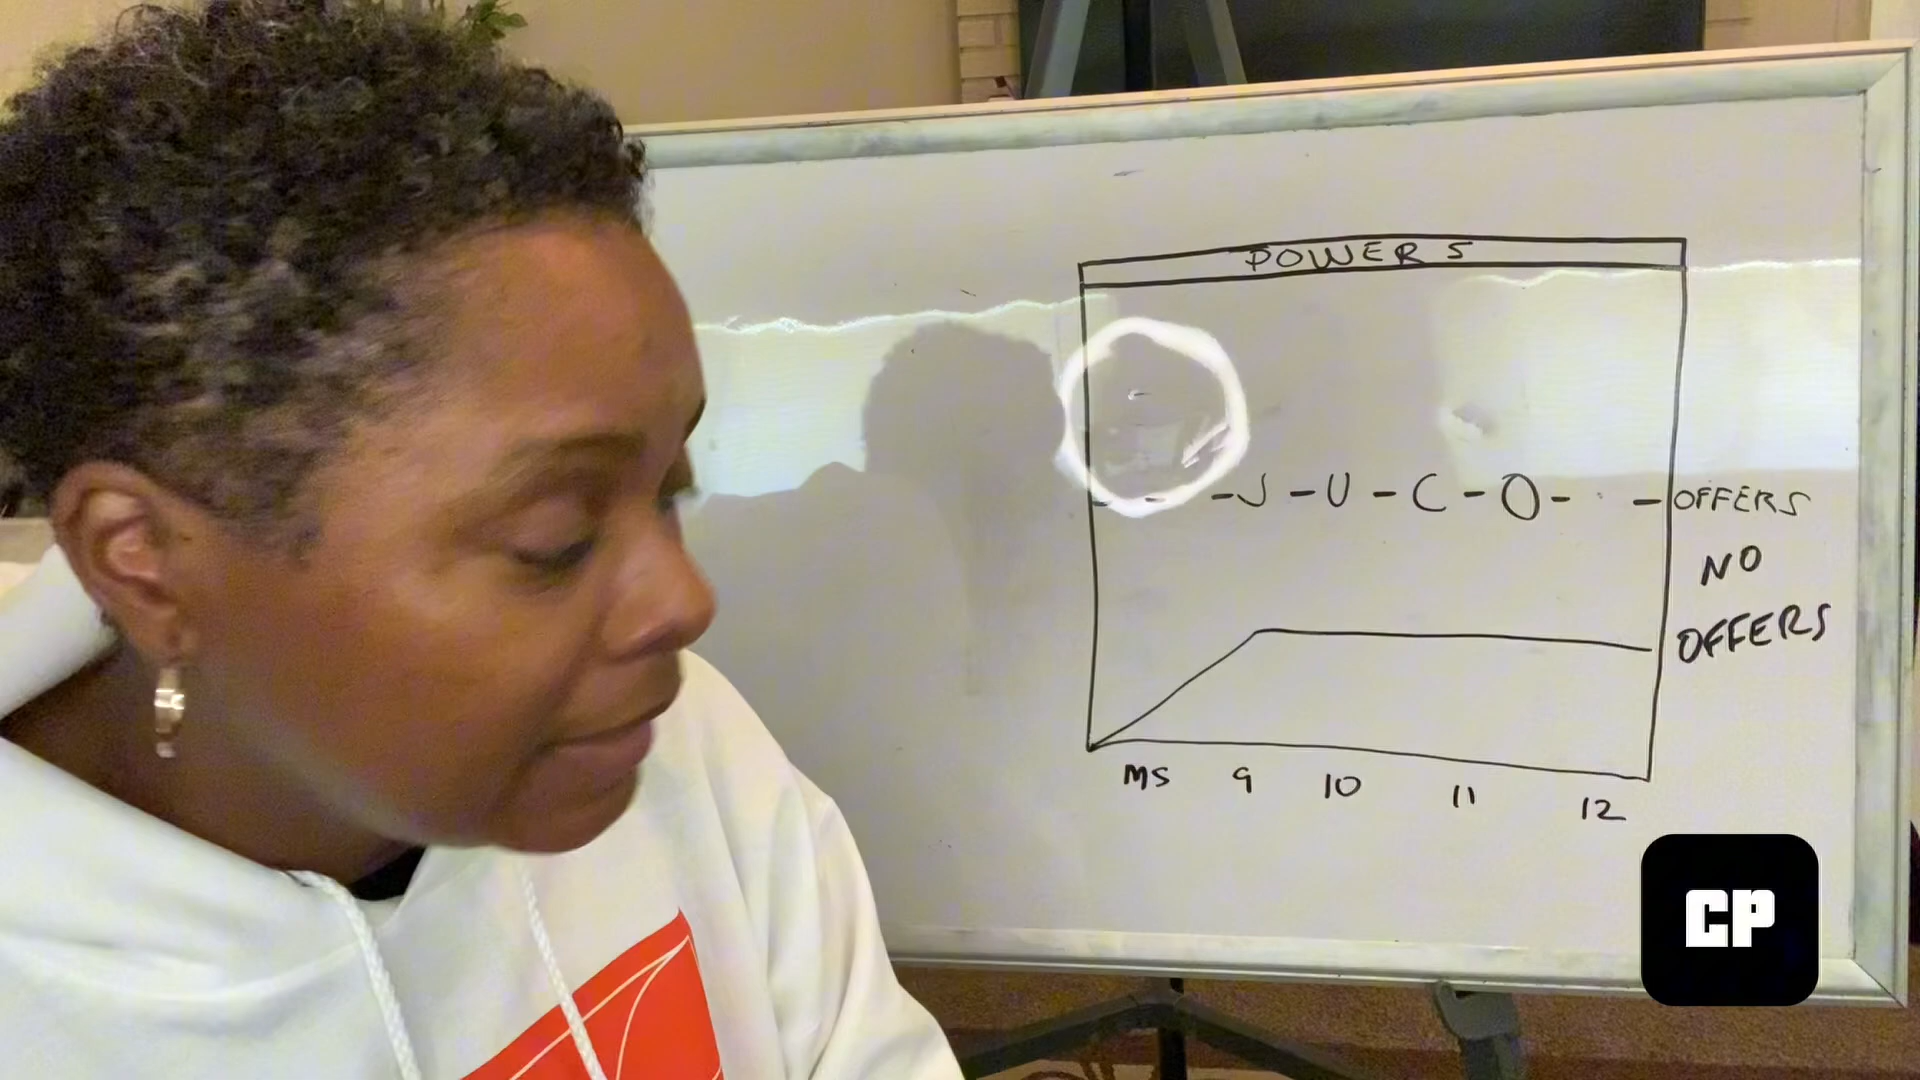 POWER 5
-J-U-C-O- - OFFERS
NO
OFFERS
MS 9 10 11 12
CP